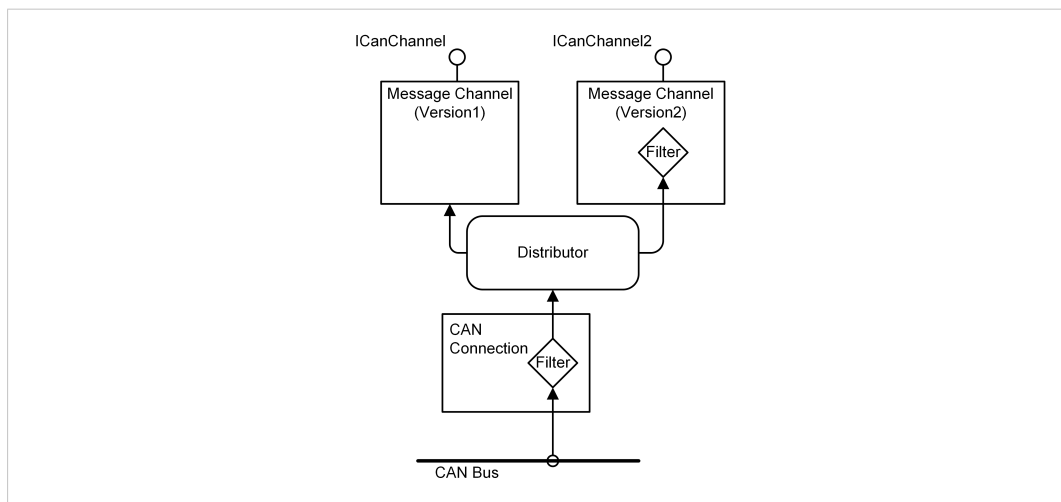 ICanChannel
ICanChannel2
Message Channel
(Version1)
Message Channel
(Version2)
Filter
Distributor
CAN
Connection
Filter
CAN Bus